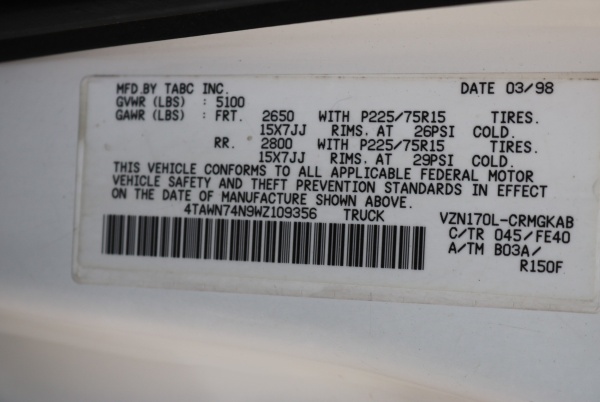 MFD.BY TABC INC. DATE 03/98
GVWR (LBS) : 5100
GAWR (LBS) : FRT. 2650 WITH P225/75R15 TIRES.
15X7JJ RIMS. AT 26PSI COLD.
RR. 2800 WITH P225/75R15 TIRES.
15X7JJ RIMS. AT 29PSI COLD.
THIS VEHICLE CONFORMS TO ALL APPLICABLE FEDERAL MOTOR
VEHICLE SAFETY AND THEFT PREVENTION STANDARDS IN EFFECT
ON THE DATE OF MANUFACTURE SHOWN ABOVE.
4TAWN74N9WZ109356 TRUCK VZN170L-CRMGKAB
C/TR 045/FE40
A/TM B03A/
R150F